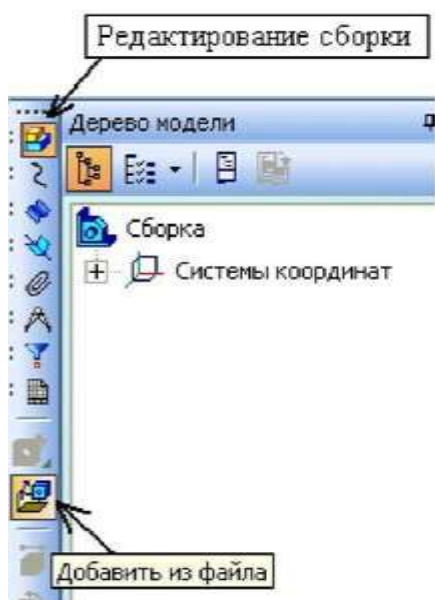 Редактирование сборки
Дерево модели
Сборка
Системы координат
Добавить из файла